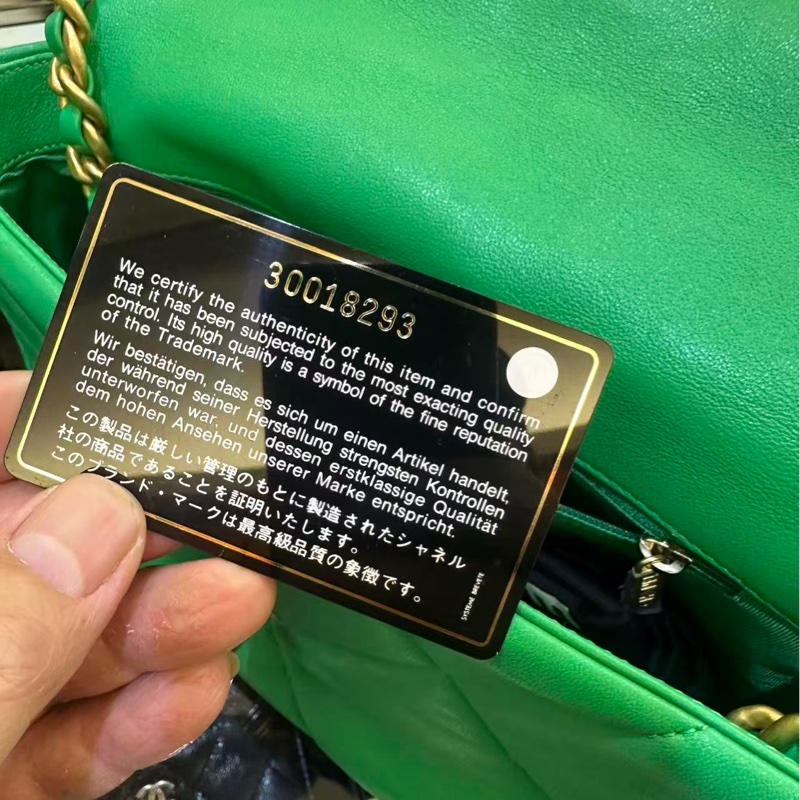 30018293
We certify the authenticity of this item and confirm
that it has been subjected to the most exacting quality
control. Its high quality is a symbol of the fine reputation
of the Trademark.
Wir bestätigen, dass es sich um einen Artikel handelt,
der während seiner Herstellung strengsten Kontrollen
unterworfen war, und dessen erstklassige Qualität
dem hohen Ansehen unserer Marke entspricht.
この製品は厳しい管理のもとに製造されたシャネル
社の商品であることを証明いたします。
このブランド・マークは最高級品質の象徴です。
SYSTEME BREVETE